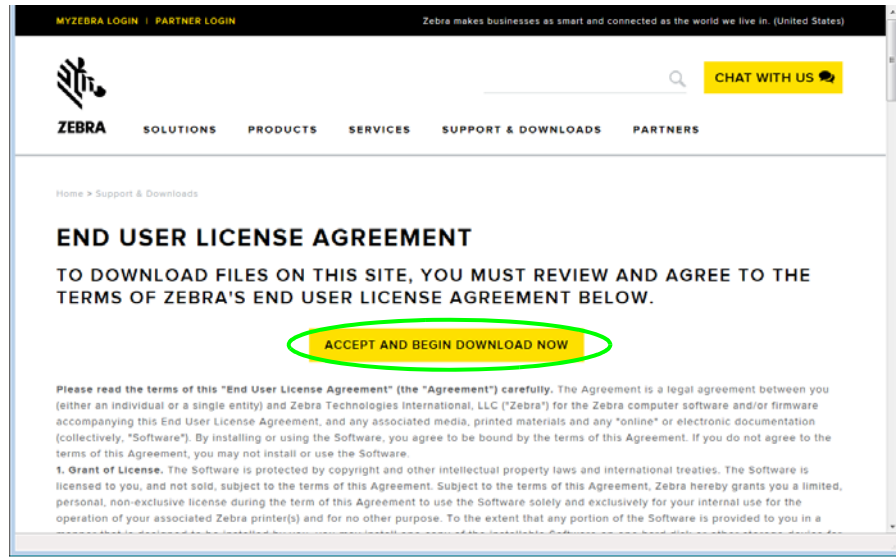 MYZEBRA LOGIN | PARTNER LOGIN
Zebra makes businesses as smart and connected as the world we live in. (United States)
CHAT WITH US
ZEBRA
SOLUTIONS PRODUCTS SERVICES SUPPORT & DOWNLOADS PARTNERS
Home > Support & Downloads
END USER LICENSE AGREEMENT
TO DOWNLOAD FILES ON THIS SITE, YOU MUST REVIEW AND AGREE TO THE
TERMS OF ZEBRA'S END USER LICENSE AGREEMENT BELOW.
ACCEPT AND BEGIN DOWNLOAD NOW
Please read the terms of this "End User License Agreement" (the "Agreement") carefully. The Agreement is a legal agreement between you
(either an individual or a single entity) and Zebra Technologies International, LLC ("Zebra") for the Zebra computer software and/or firmware
accompanying this End User License Agreement, and any associated media, printed materials and any "online" or electronic documentation
(collectively, "Software"). By installing or using the Software, you agree to be bound by the terms of this Agreement. If you do not agree to the
terms of this Agreement, you may not install or use the Software.
1. Grant of License. The Software is protected by copyright and other intellectual property laws and international treaties. The Software is
licensed to you, and not sold, subject to the terms of this Agreement. Subject to the terms of this Agreement, Zebra hereby grants you a limited,
personal, non-exclusive license during the term of this Agreement to use the Software solely and exclusively for your internal use for the
operation of your associated Zebra printer(s) and for no other purpose. To the extent that any portion of the Software is provided to you in a